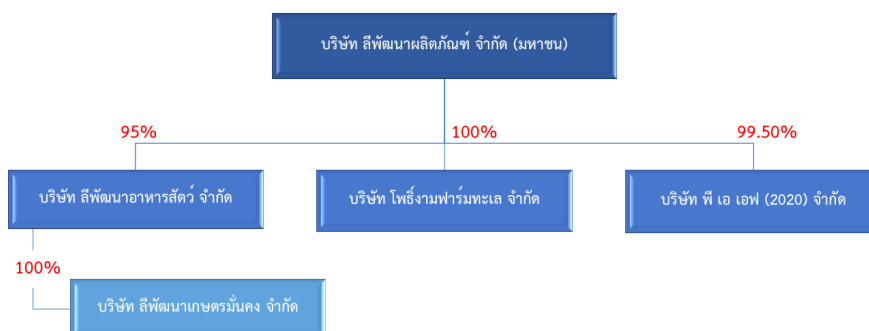 บริษัท ลีพัฒนาผลิตภัณฑ์ จำกัด (มหาชน)
95%
100%
99.50%
บริษัท ลีพัฒนาอาหารสัตว์ จำกัด
บริษัท โพธิ์งามฟาร์มทะเล จำกัด
บริษัท พี เอ เอฟ (2020) จำกัด
100%
บริษัท ลีพัฒนาเกษตรมั่นคง จำกัด